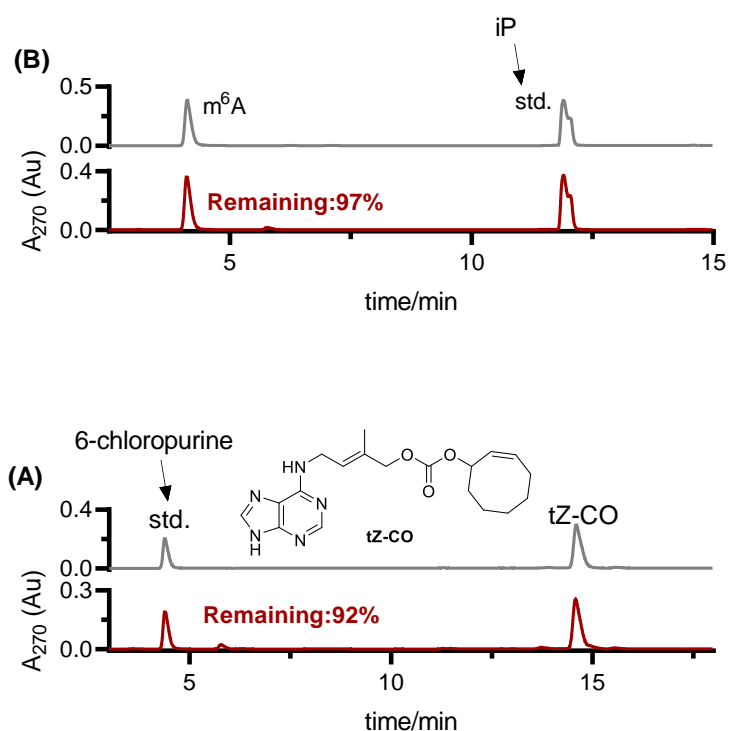 iP
(B)
0.5
m⁶A
std.
0.0
0.4
Remaining:97%
0.0
A₂₇₀ (Au)
5
10
15
time/min
6-chloropurine
(A)
HN
O
O
O
N
N
N
H
N
tZ-CO
std.
tZ-CO
0.4
0.0
0.3
Remaining:92%
0.0
A₂₇₀ (Au)
5
10
15
time/min